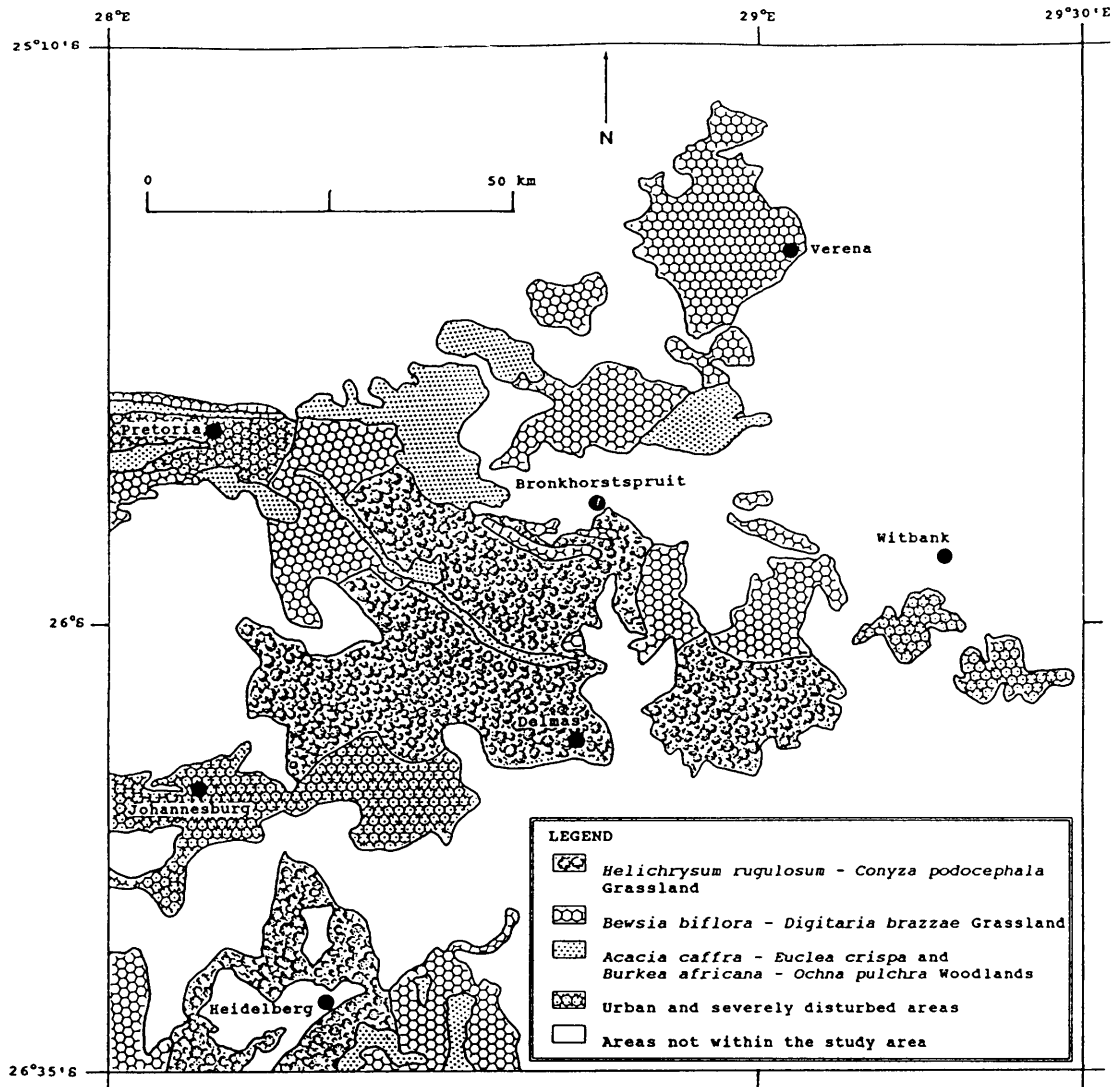 28°E
29°E
29°30'E
25°10'S
N
0
50 km
Verena
Pretoria
Bronkhorstspruit
Witbank
26°S
Delmas
Johannesburg
LEGEND
Helichrysum rugulosum - Conyza podocephala
Grassland
Bewsia biflora - Digitaria brazzae Grassland
Acacia caffra - Euclea crispa and
Burkea africana - Ochna pulchra Woodlands
Urban and severely disturbed areas
Areas not within the study area
Heidelberg
26°35'S